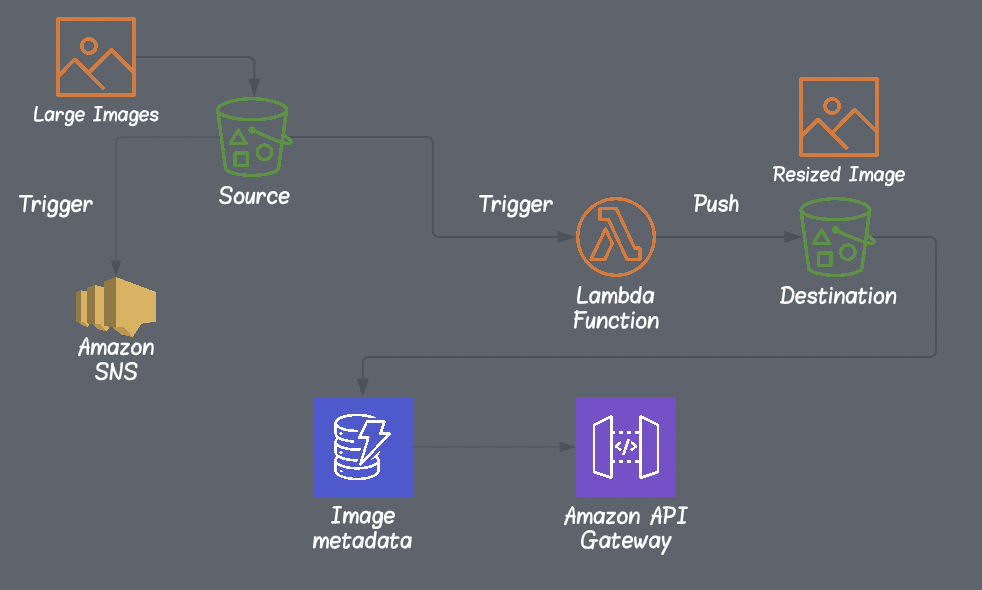 Large Images
Source
Trigger
Amazon
SNS
Trigger
Lambda
Function
Push
Resized Image
Destination
Image
metadata
Amazon API
Gateway